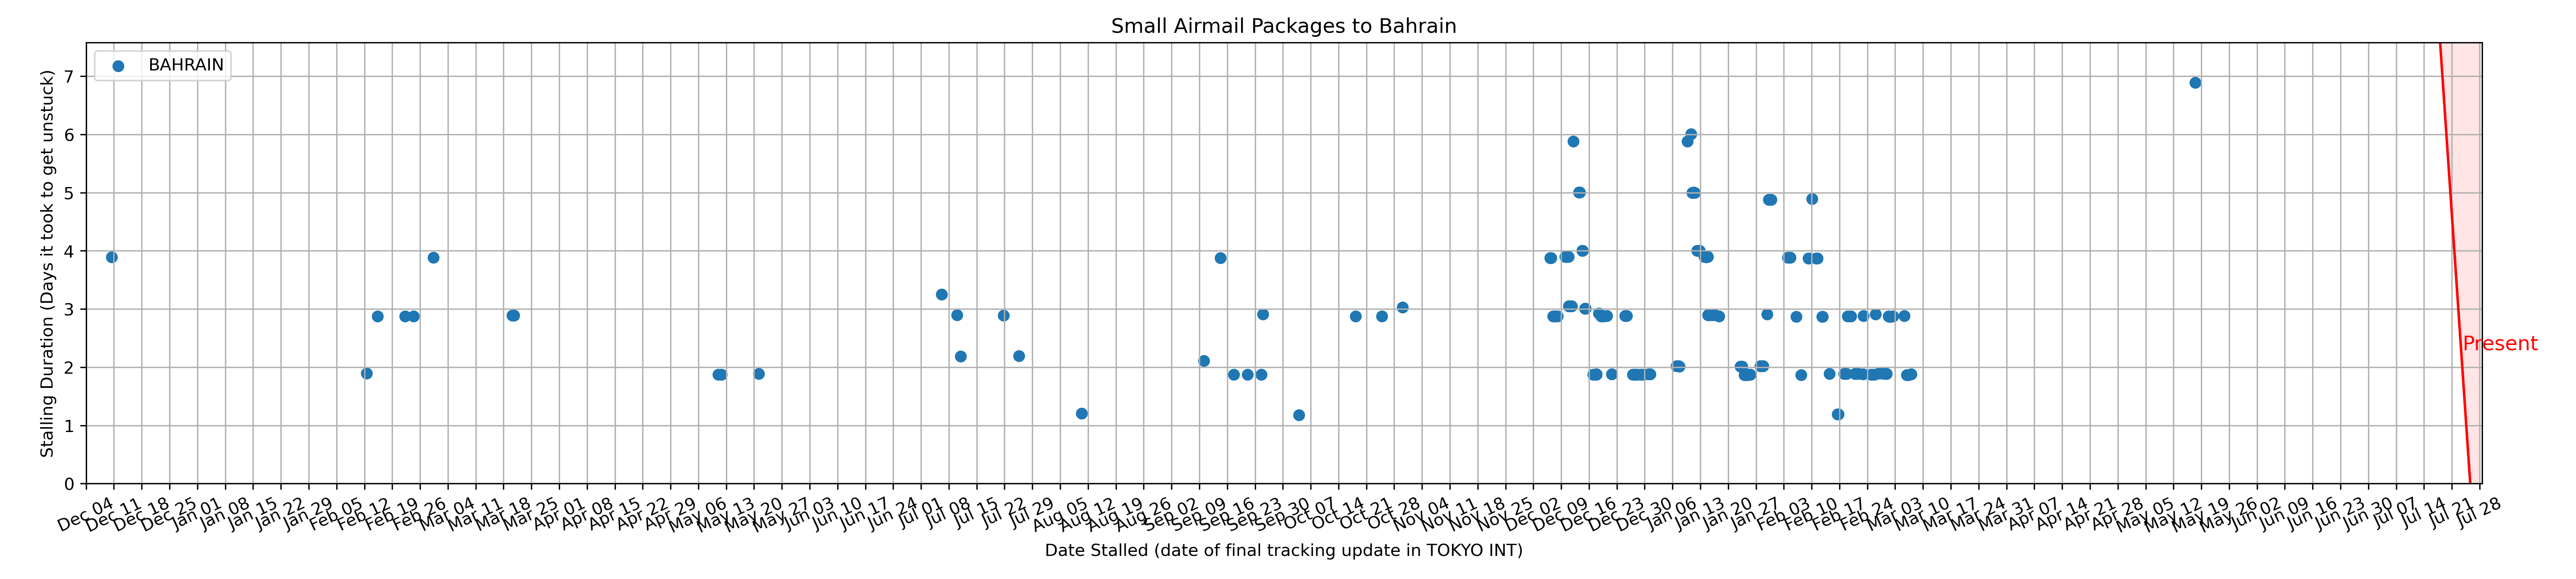 Small Airmail Packages to Bahrain
BAHRAIN
Stalling Duration (Days it took to get unstuck)
7
6
5
4
3
2
1
0
Present
Dec 04
Dec 11
Dec 18
Dec 25
Jan 01
Jan 08
Jan 15
Jan 22
Jan 29
Feb 05
Feb 12
Feb 19
Feb 26
Mar 04
Mar 11
Mar 18
Mar 25
Apr 01
Apr 08
Apr 15
Apr 22
Apr 29
May 06
May 13
May 20
May 27
Jun 03
Jun 10
Jun 17
Jun 24
Jul 01
Jul 08
Jul 15
Jul 22
Jul 29
Aug 05
Aug 12
Aug 19
Aug 26
Sep 02
Sep 09
Sep 16
Sep 23
Sep 30
Oct 07
Oct 14
Oct 21
Oct 28
Nov 04
Nov 11
Nov 18
Nov 25
Dec 02
Dec 09
Dec 16
Dec 23
Dec 30
Jan 06
Jan 13
Jan 20
Jan 27
Feb 03
Feb 10
Feb 17
Feb 24
Mar 03
Mar 10
Mar 17
Mar 24
Mar 31
Apr 07
Apr 14
Apr 21
Apr 28
May 05
May 12
May 19
May 26
Jun 02
Jun 09
Jun 16
Jun 23
Jun 30
Jul 07
Jul 14
Jul 21
Jul 28
Date Stalled (date of final tracking update in TOKYO INT)